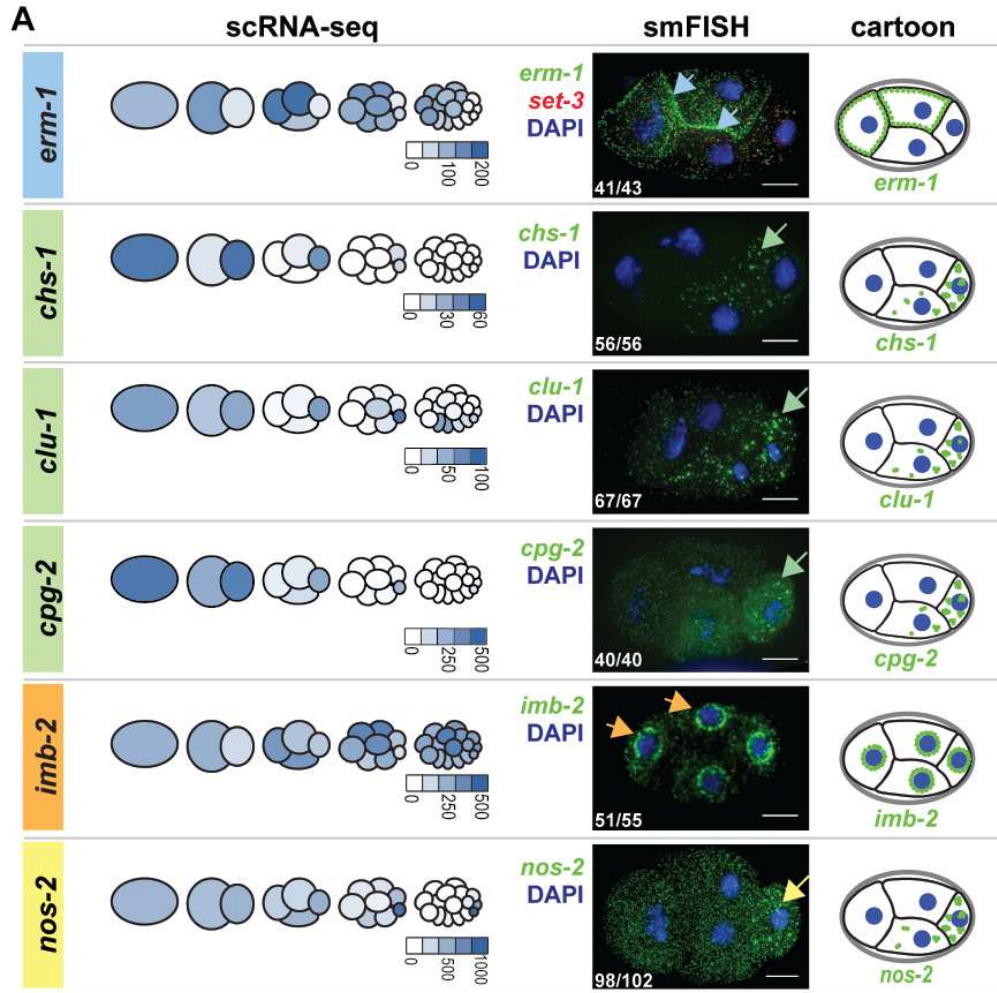 A
scRNA-seq smFISH cartoon
erm-1
0 100 200
erm-1
set-3
DAPI
41/43
erm-1
chs-1
0 30 60
chs-1
DAPI
56/56
chs-1
clu-1
0 50 100
clu-1
DAPI
67/67
clu-1
cpg-2
0 250 500
cpg-2
DAPI
40/40
cpg-2
imb-2
0 250 500
imb-2
DAPI
51/55
imb-2
nos-2
0 500 1000
nos-2
DAPI
98/102
nos-2